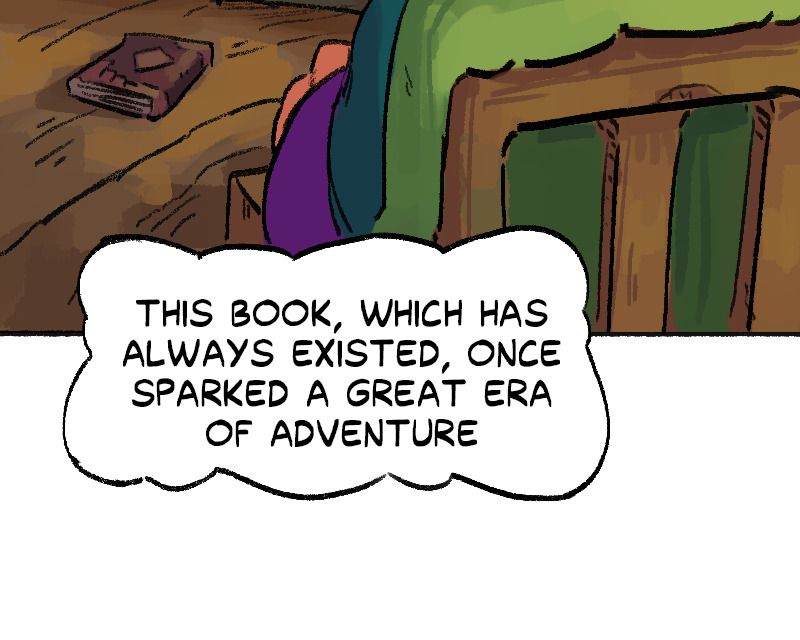 THIS BOOK, WHICH HAS
ALWAYS EXISTED, ONCE
SPARKED A GREAT ERA
OF ADVENTURE